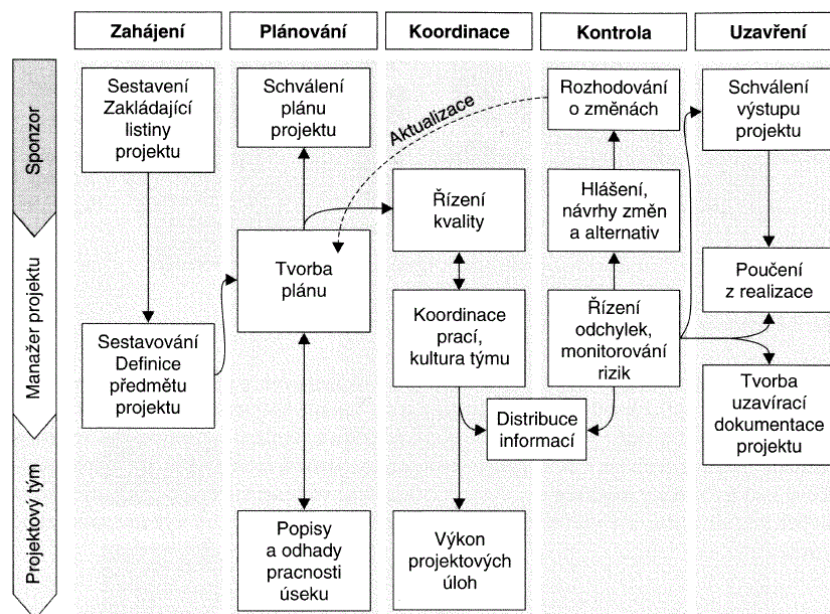 Zahájení
Plánování
Koordinace
Kontrola
Uzavření
Sponzor
Manažer projektu
Projektový tým
Sestavení
Zakládající
listiny
projektu
Sestavování
Definice
předmětu
projektu
Schválení
plánu
projektu
Tvorba
plánu
Popisy
a odhady
pracnosti
úseku
Aktualizace
Řízení
kvality
Koordinace
prací,
kultura týmu
Distribuce
informací
Výkon
projektových
úloh
Rozhodování
o změnách
Hlášení,
návrhy změn
a alternativ
Řízení
odchylek,
monitorování
rizik
Schválení
výstupu
projektu
Poučení
z realizace
Tvorba
uzavírací
dokumentace
projektu